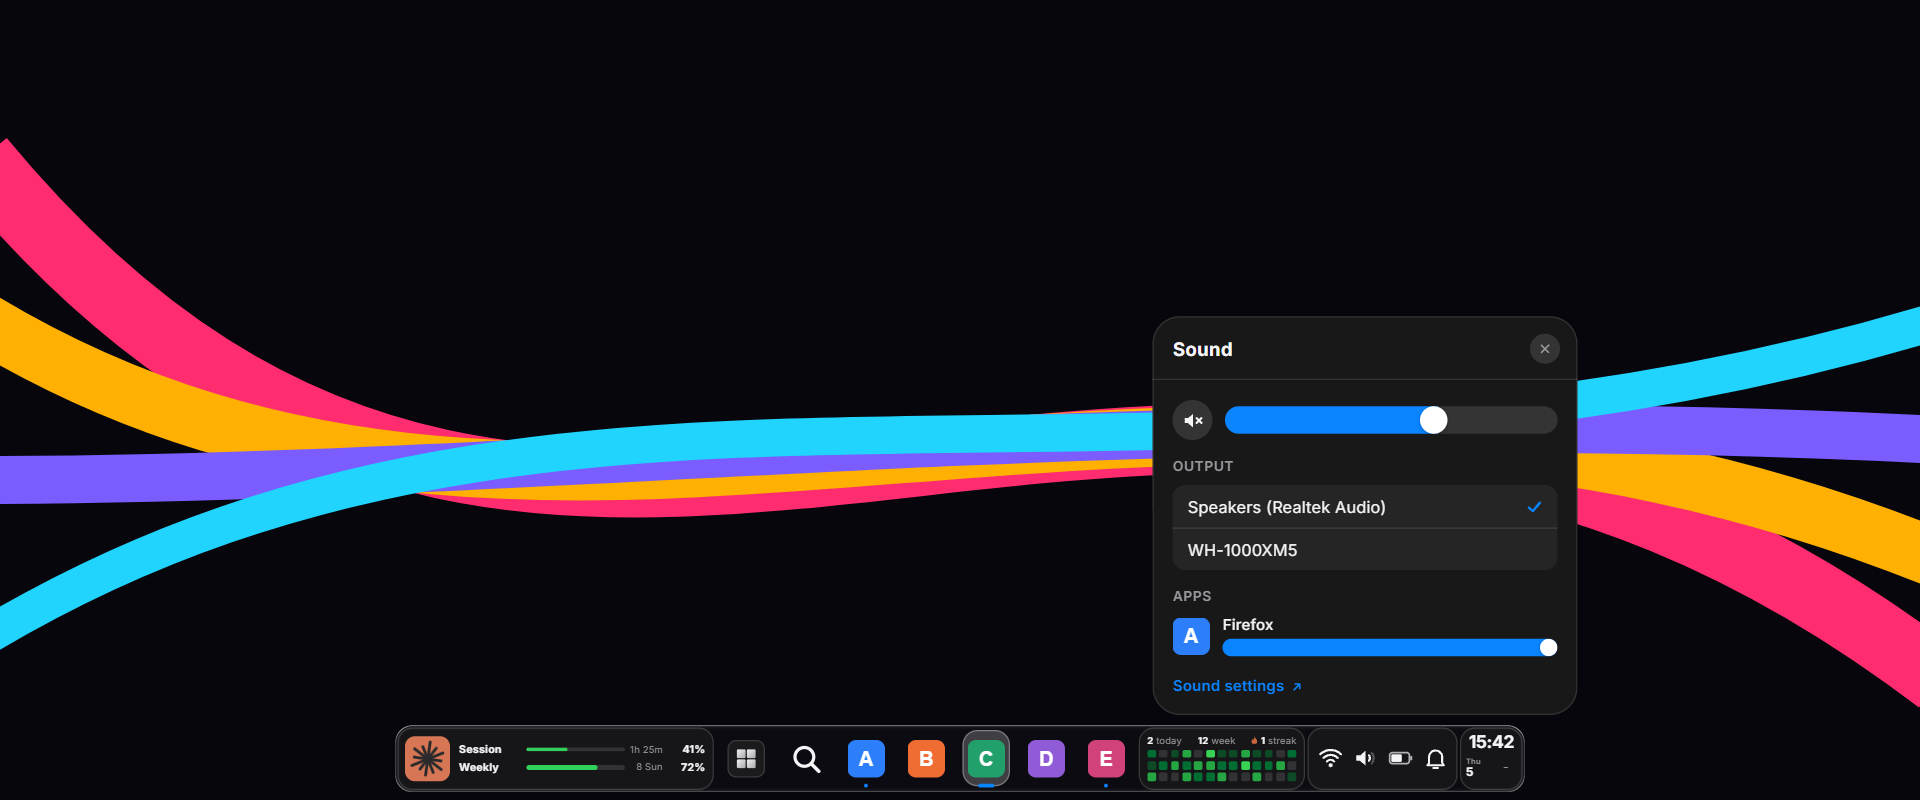 Sound
OUTPUT
Speakers (Realtek Audio)
WH-1000XM5
APPS
A
Firefox
Sound settings
Session 1h 25m 41%
Weekly 8 Sun 72%
A B C D E
2 today 12 week 1 streak
15:42
Thu
5 –